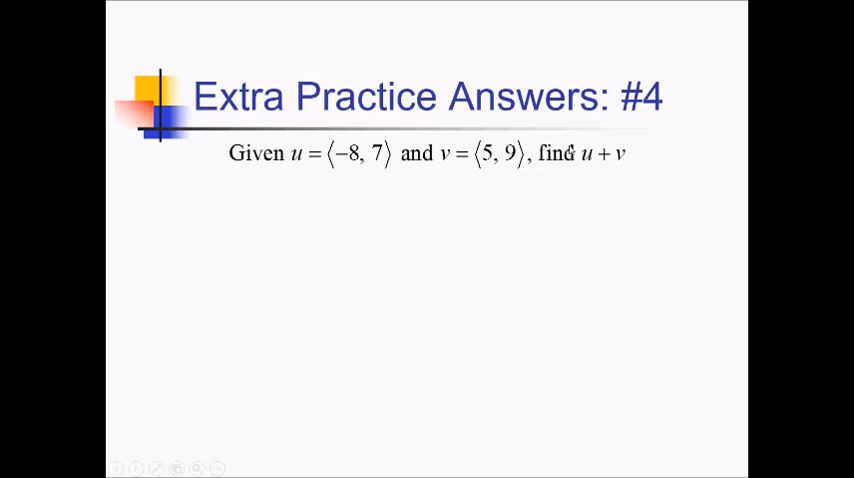 Extra Practice Answers: #4
Given u = ⟨−8, 7⟩ and v = ⟨5, 9⟩, find u + v